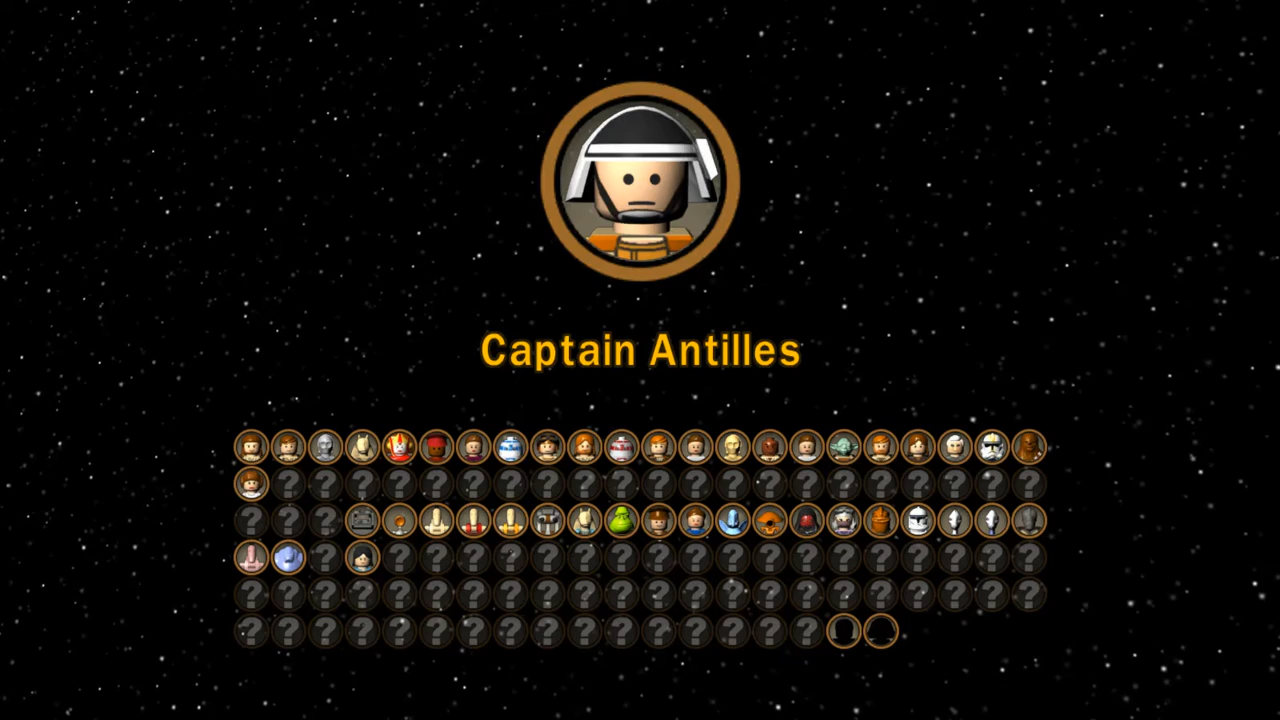 Captain Antilles
? ? ? ? ? ? ? ? ? ? ? ? ? ? ? ? ? ? ? ? ?
? ? ?
? ? ? ? ? ? ? ? ? ? ? ? ? ? ? ? ? ? ?
? ? ? ? ? ? ? ? ? ? ? ? ? ? ? ? ? ? ? ? ? ?
? ? ? ? ? ? ? ? ? ? ? ? ? ? ? ?